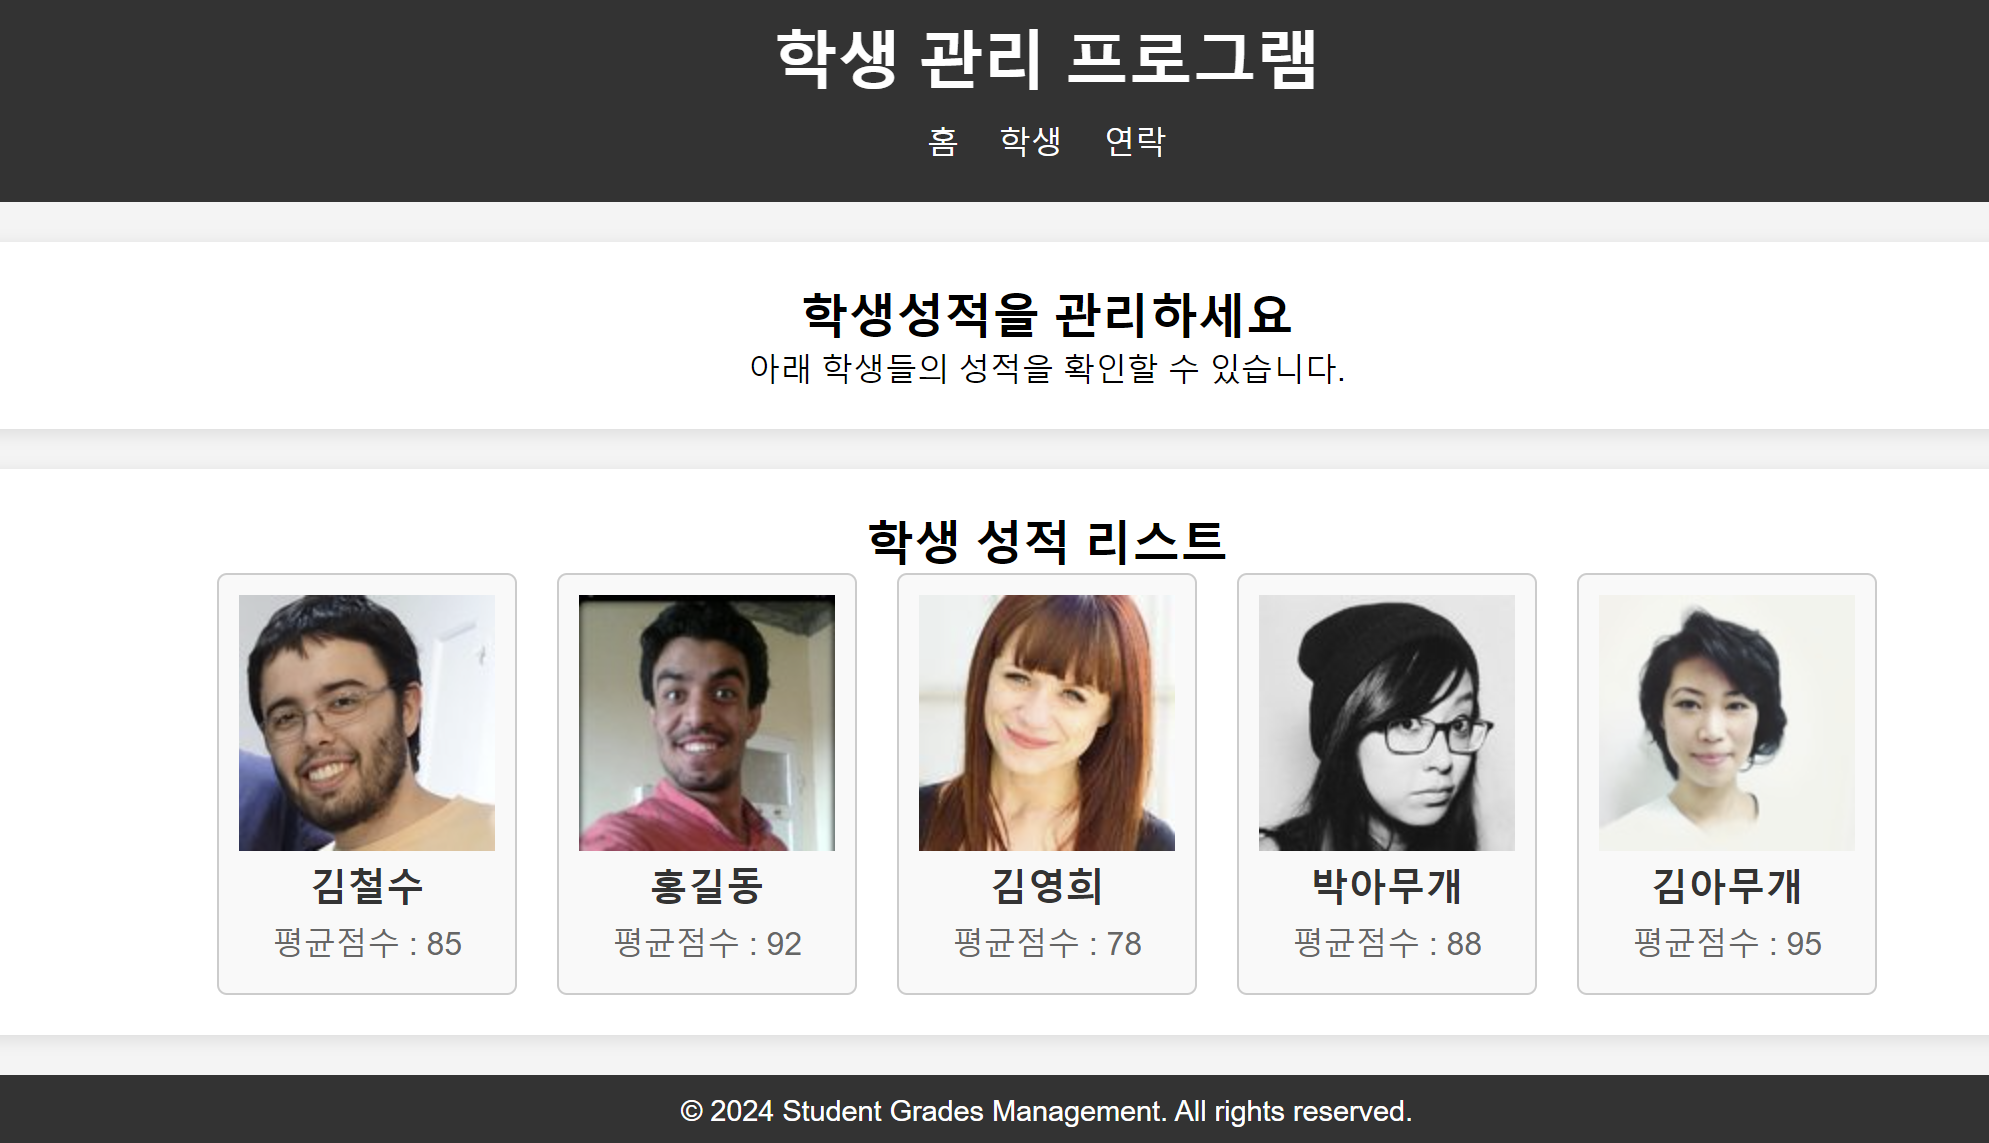 학생 관리 프로그램
홈 학생 연락
학생성적을 관리하세요
아래 학생들의 성적을 확인할 수 있습니다.
학생 성적 리스트
김철수
평균점수 : 85
홍길동
평균점수 : 92
김영희
평균점수 : 78
박아무개
평균점수 : 88
김아무개
평균점수 : 95
© 2024 Student Grades Management. All rights reserved.